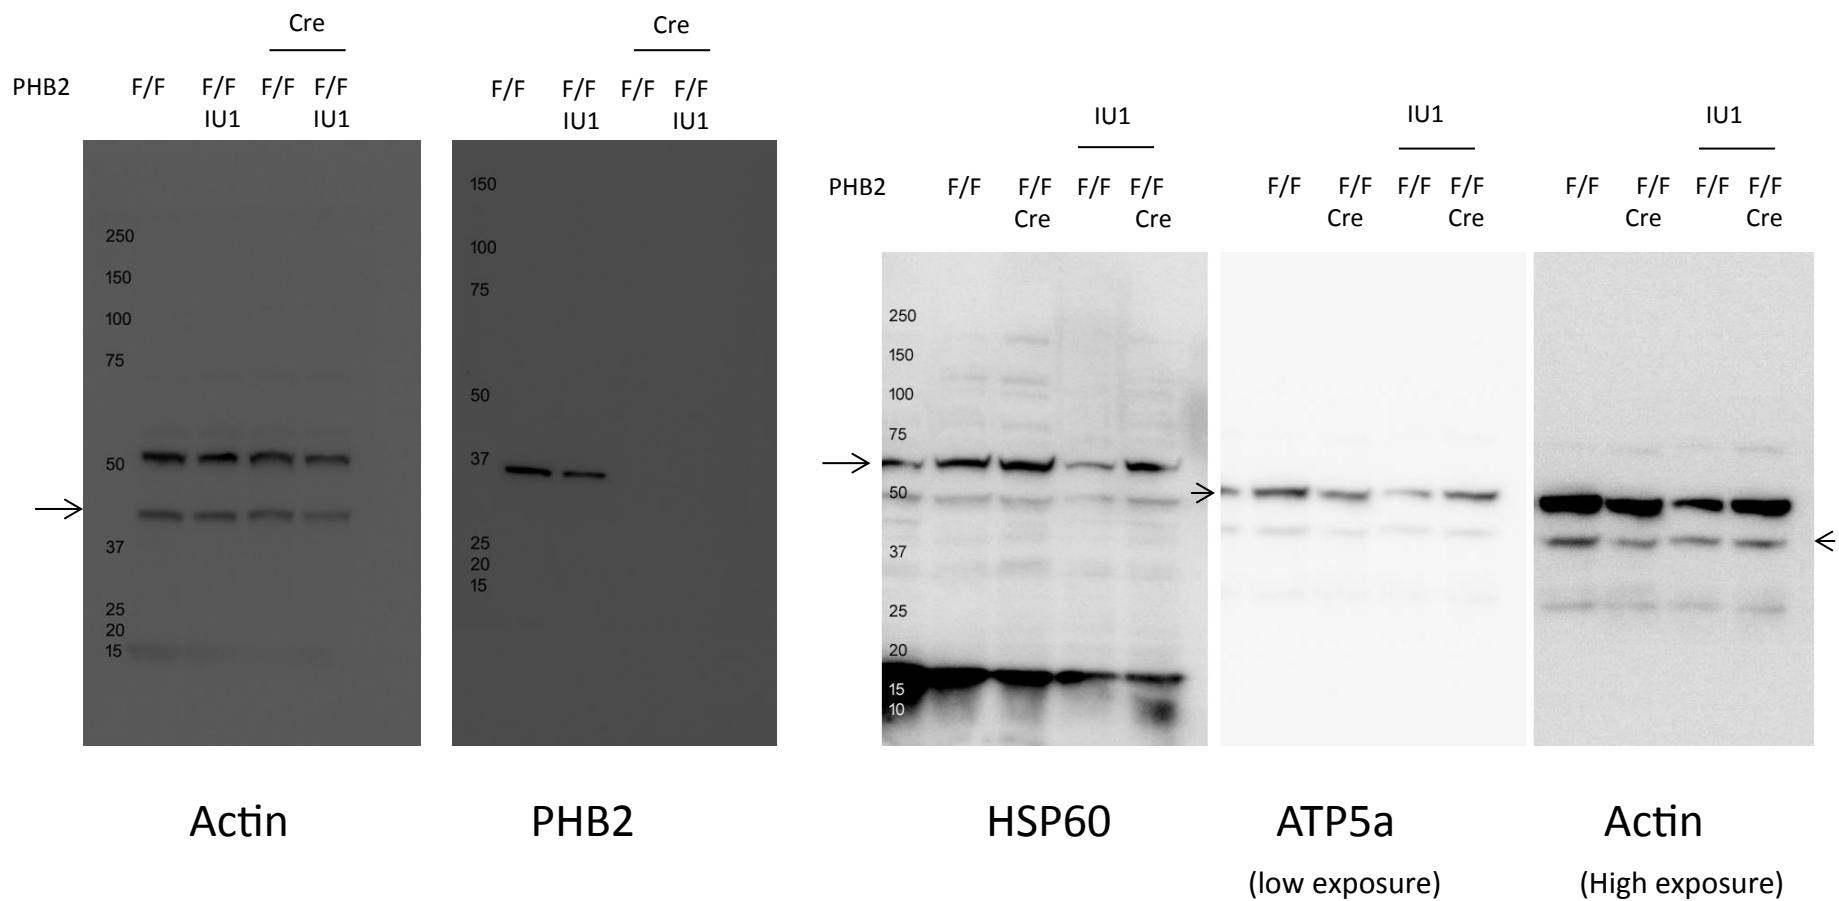 Cre
PHB2 F/F F/F F/F F/F
IU1 IU1
250
150
100
75
50
37
25
20
15
Actin
Cre
F/F F/F F/F F/F
IU1 IU1
150
100
75
50
37
25
20
15
PHB2
IU1
PHB2 F/F F/F F/F F/F
Cre Cre
250
150
100
75
50
37
25
20
15
10
HSP60
IU1
F/F F/F F/F F/F
Cre Cre
ATP5a
(low exposure)
IU1
F/F F/F F/F F/F
Cre Cre
Actin
(High exposure)